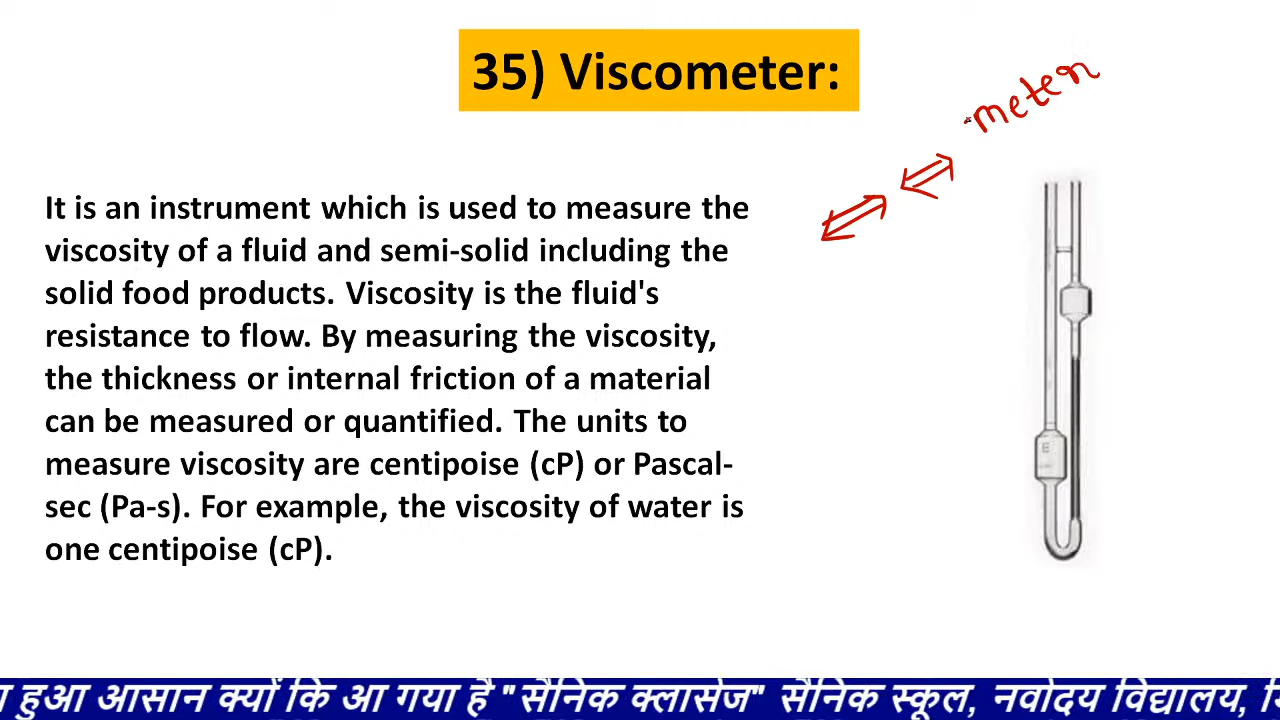 35) Viscometer:
meter
It is an instrument which is used to measure the
viscosity of a fluid and semi-solid including the
solid food products. Viscosity is the fluid's
resistance to flow. By measuring the viscosity,
the thickness or internal friction of a material
can be measured or quantified. The units to
measure viscosity are centipoise (cP) or Pascal-
sec (Pa-s). For example, the viscosity of water is
one centipoise (cP).
E
हुआ आसान क्यों कि आ गया है "सैनिक क्लासेज" सैनिक स्कूल, नवोदय विद्यालय,